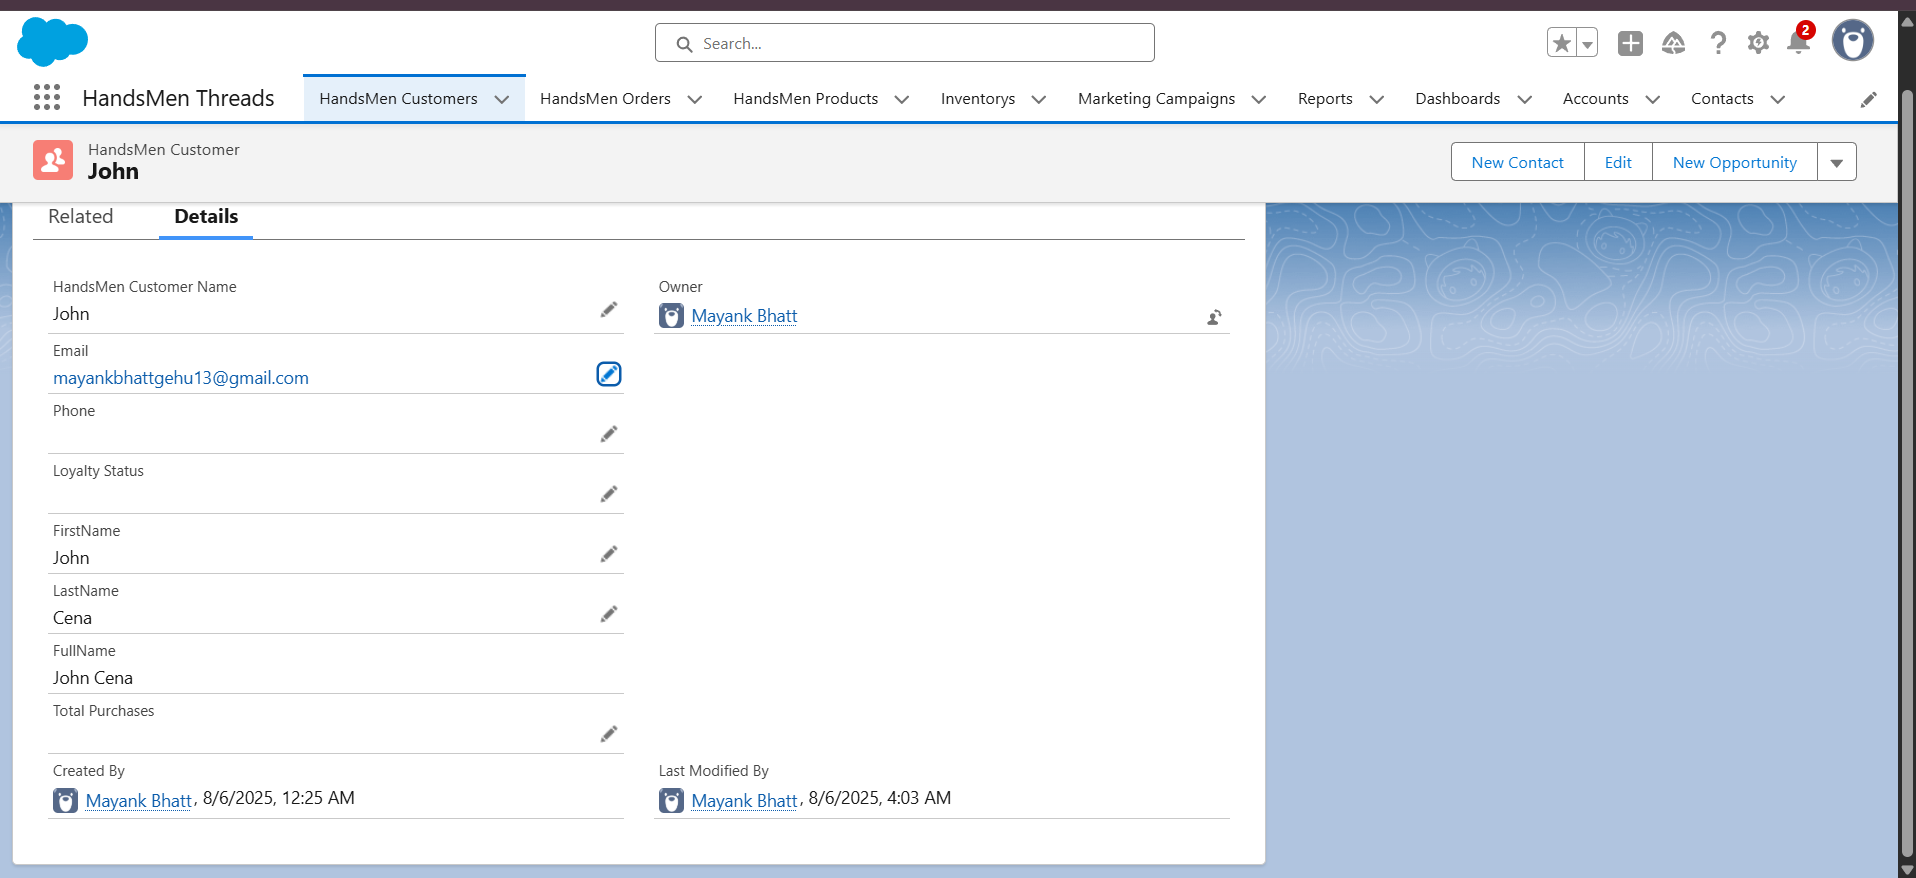 Search...
2
HandsMen Threads
HandsMen Customers
HandsMen Orders
HandsMen Products
Inventorys
Marketing Campaigns
Reports
Dashboards
Accounts
Contacts
HandsMen Customer
John
New Contact
Edit
New Opportunity
Related
Details
HandsMen Customer Name
John
Owner
Mayank Bhatt
Email
mayankbhattgehu13@gmail.com
Phone
Loyalty Status
FirstName
John
LastName
Cena
FullName
John Cena
Total Purchases
Created By
Mayank Bhatt, 8/6/2025, 12:25 AM
Last Modified By
Mayank Bhatt, 8/6/2025, 4:03 AM